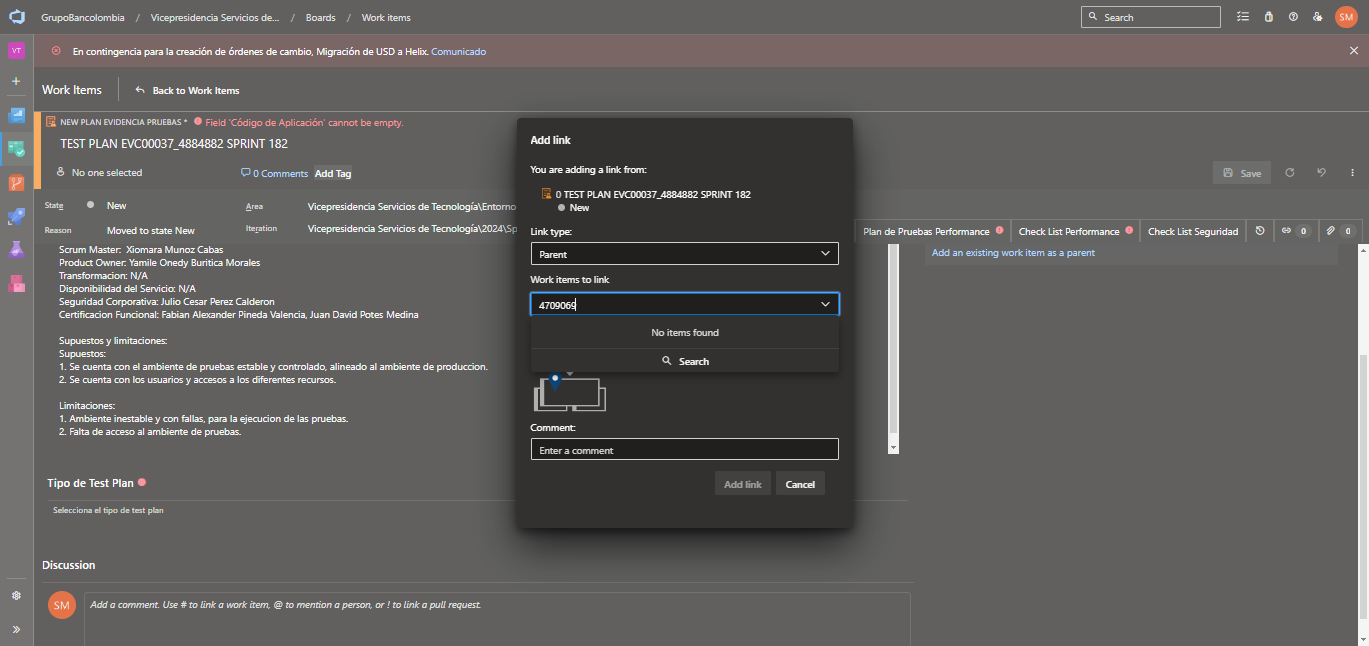 GrupoBancolombia / Vicepresidencia Servicios de... / Boards / Work items
Search
SM
VT
En contingencia para la creación de órdenes de cambio, Migración de USD a Helix. Comunicado
Work Items
Back to Work Items
NEW PLAN EVIDENCIA PRUEBAS * Field 'Código de Aplicación' cannot be empty.
TEST PLAN EVC00037_4884882 SPRINT 182
No one selected
0 Comments
Add Tag
Save
State
New
Area
Vicepresidencia Servicios de Tecnología\Entorno
Reason
Moved to state New
Iteration
Vicepresidencia Servicios de Tecnología\2024\Sp
Plan de Pruebas Performance
Check List Performance
Check List Seguridad
0
0
Scrum Master: Xiomara Munoz Cabas
Product Owner: Yamile Onedy Buritica Morales
Transformacion: N/A
Disponibilidad del Servicio: N/A
Seguridad Corporativa: Julio Cesar Perez Calderon
Certificacion Funcional: Fabian Alexander Pineda Valencia, Juan David Potes Medina
Supuestos y limitaciones:
Supuestos:
1. Se cuenta con el ambiente de pruebas estable y controlado, alineado al ambiente de produccion.
2. Se cuenta con los usuarios y accesos a los diferentes recursos.
Limitaciones:
1. Ambiente inestable y con fallas, para la ejecucion de las pruebas.
2. Falta de acceso al ambiente de pruebas.
Add an existing work item as a parent
Tipo de Test Plan
Selecciona el tipo de test plan
Discussion
SM
Add a comment. Use # to link a work item, @ to mention a person, or ! to link a pull request.
Add link
You are adding a link from:
0 TEST PLAN EVC00037_4884882 SPRINT 182
New
Link type:
Parent
Work items to link
4709069
No items found
Search
Comment:
Enter a comment
Add link
Cancel